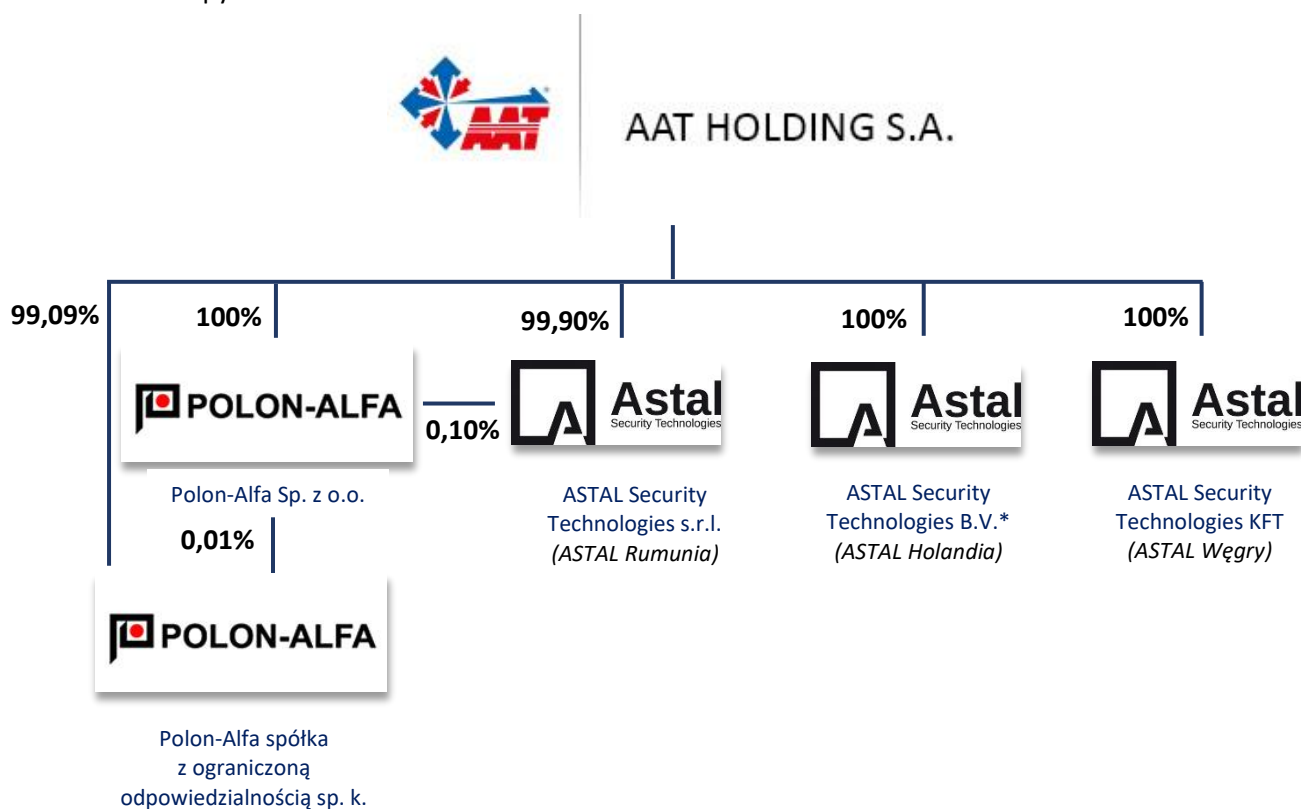 AAT
AAT HOLDING S.A.
99,09%
100%
99,90%
100%
100%
POLON-ALFA
0,10%
Astal
Security Technologies
Astal
Security Technologies
Astal
Security Technologies
Polon-Alfa Sp. z o.o.
0,01%
ASTAL Security
Technologies s.r.l.
(ASTAL Rumunia)
ASTAL Security
Technologies B.V.*
(ASTAL Holandia)
ASTAL Security
Technologies KFT
(ASTAL Węgry)
POLON-ALFA
Polon-Alfa spółka
z ograniczoną
odpowiedzialnością sp. k.